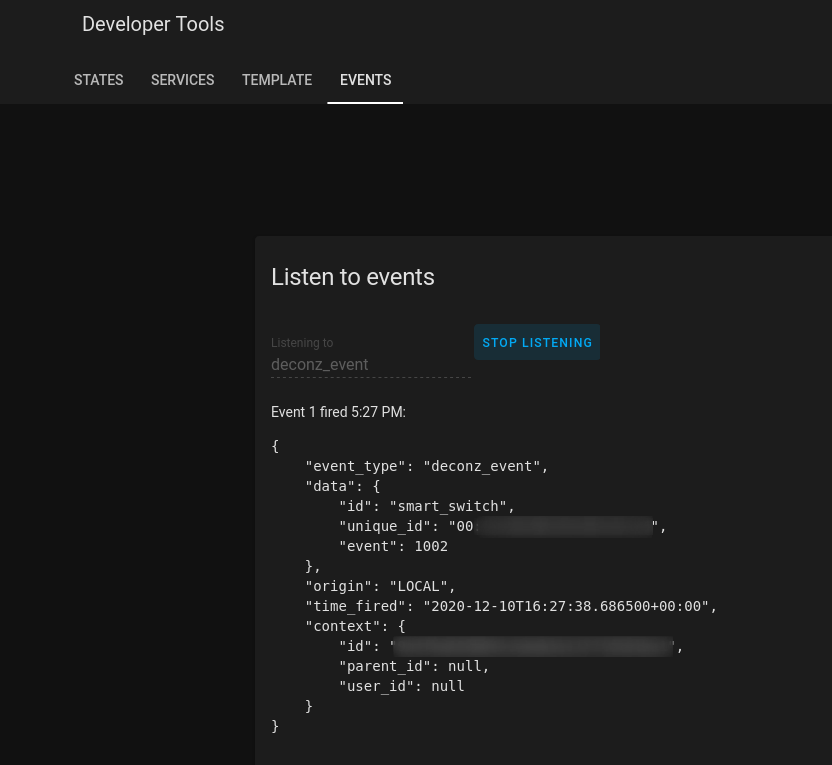 Developer Tools
STATES SERVICES TEMPLATE EVENTS
Listen to events
Listening to
deconz_event
STOP LISTENING
Event 1 fired 5:27 PM:
{
    "event_type": "deconz_event",
    "data": {
        "id": "smart_switch",
        "unique_id": "00 ",
        "event": 1002
    },
    "origin": "LOCAL",
    "time_fired": "2020-12-10T16:27:38.686500+00:00",
    "context": {
        "id": " ",
        "parent_id": null,
        "user_id": null
    }
}